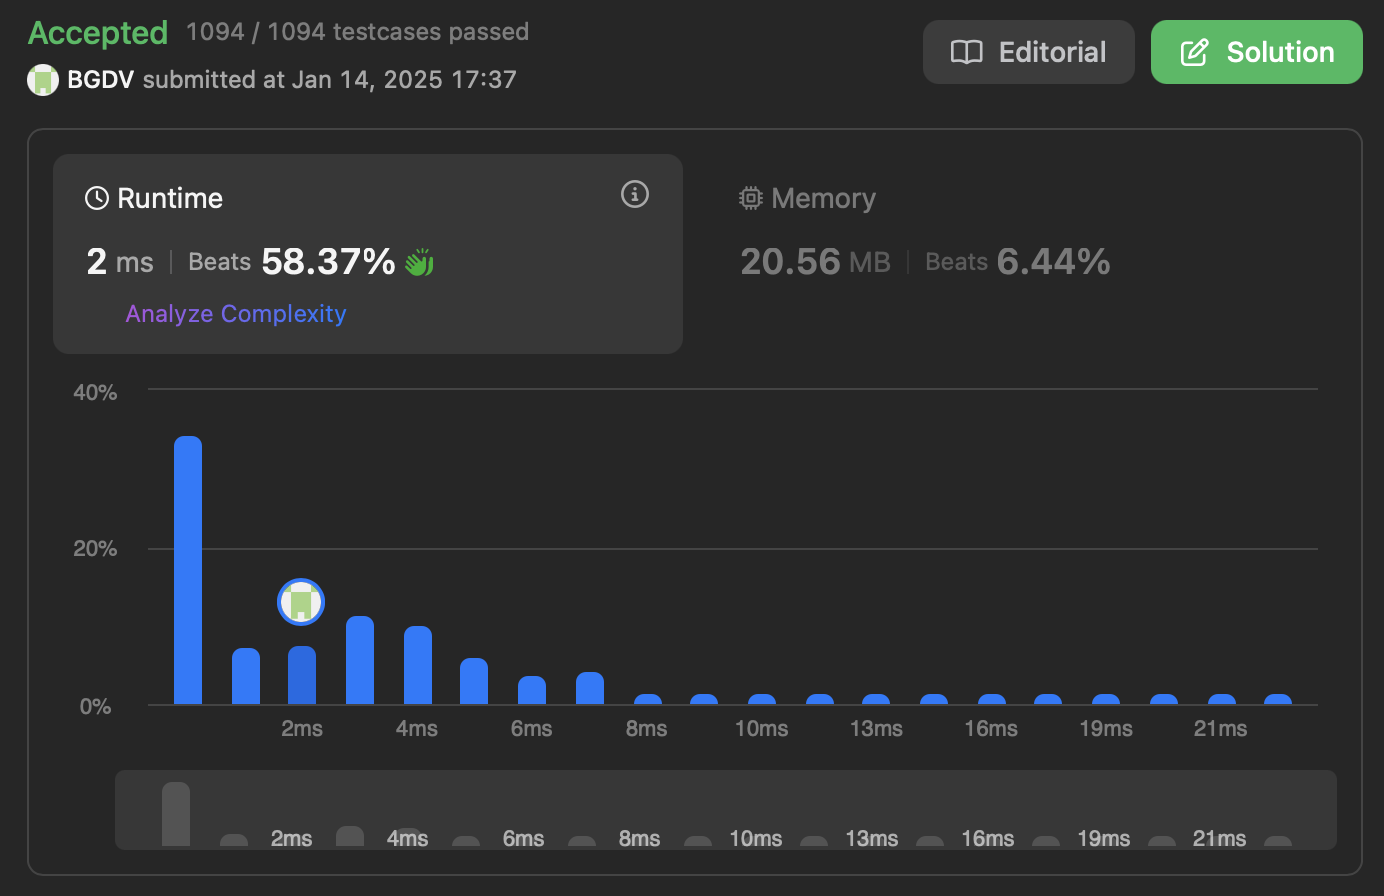 Accepted 1094 / 1094 testcases passed
BGDV submitted at Jan 14, 2025 17:37
Editorial
Solution
Runtime
2 ms | Beats 58.37%
Analyze Complexity
Memory
20.56 MB | Beats 6.44%
40%
20%
0%
2ms 4ms 6ms 8ms 10ms 13ms 16ms 19ms 21ms
2ms 4ms 6ms 8ms 10ms 13ms 16ms 19ms 21ms